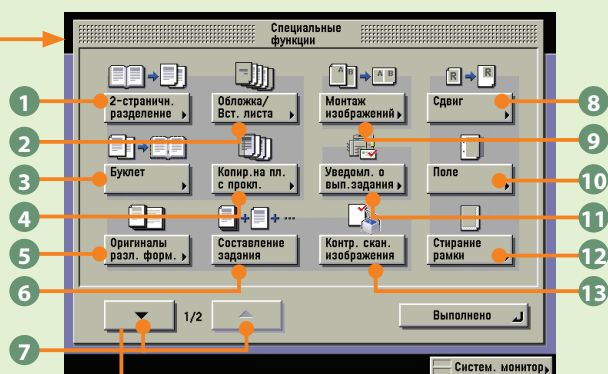 Специальные
функции
A B A B R R
1 2-страничн.
разделение
Обложка/
Вст. листа
Монтаж
изображений
Сдвиг 8
2 9
3 Буклет
Копир.на пл.
с прокл.
Уведомл. о
вып.задания
Поле 10
4 11
5 Оригиналы
разл. форм.
Составление
задания
Контр. скан.
изображения
Стирание
рамки 12
6 13
7 1/2 Выполнено
Систем. монитор